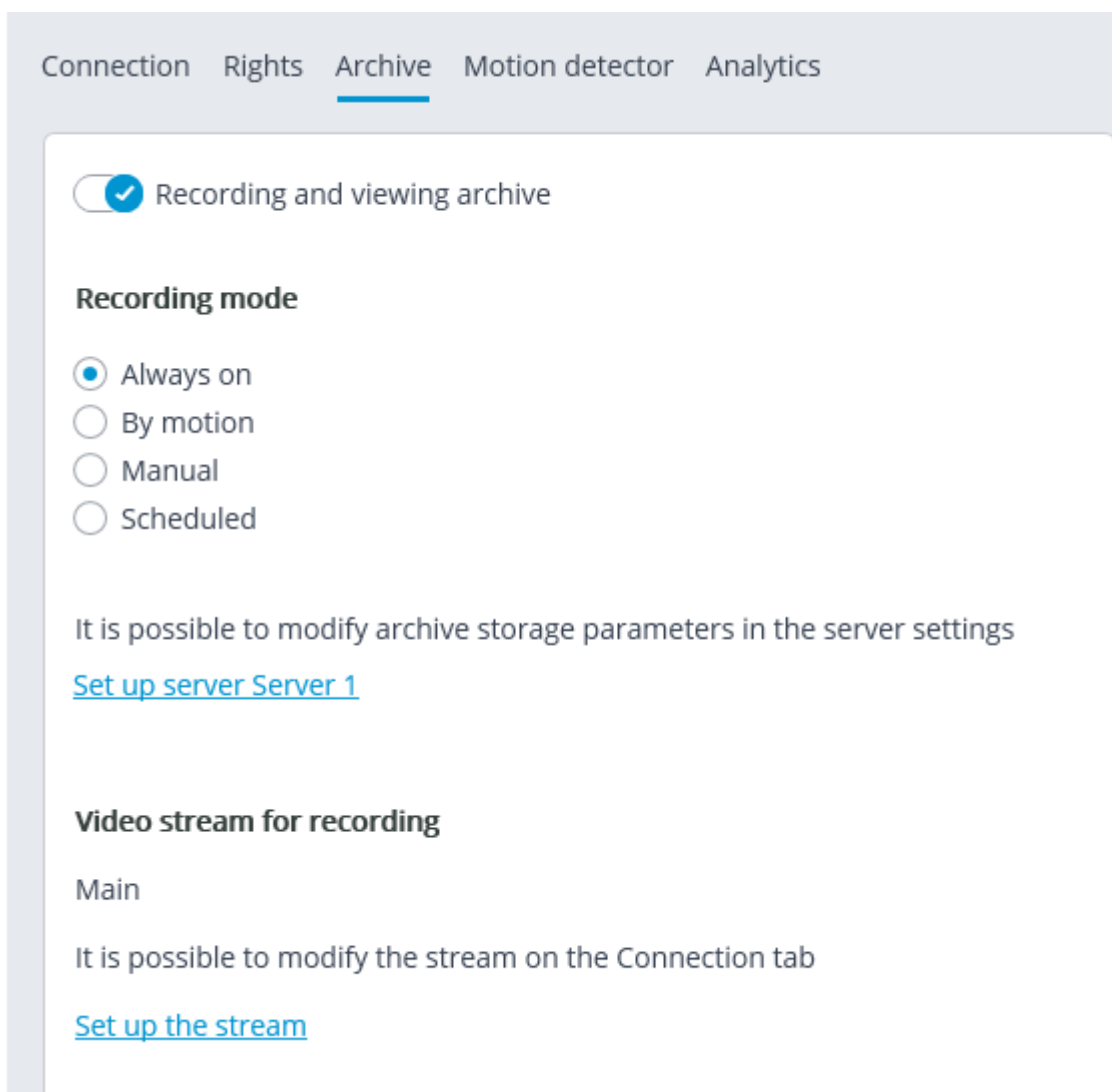 Connection Rights Archive Motion detector Analytics
Recording and viewing archive
Recording mode
Always on
By motion
Manual
Scheduled
It is possible to modify archive storage parameters in the server settings
Set up server Server 1
Video stream for recording
Main
It is possible to modify the stream on the Connection tab
Set up the stream